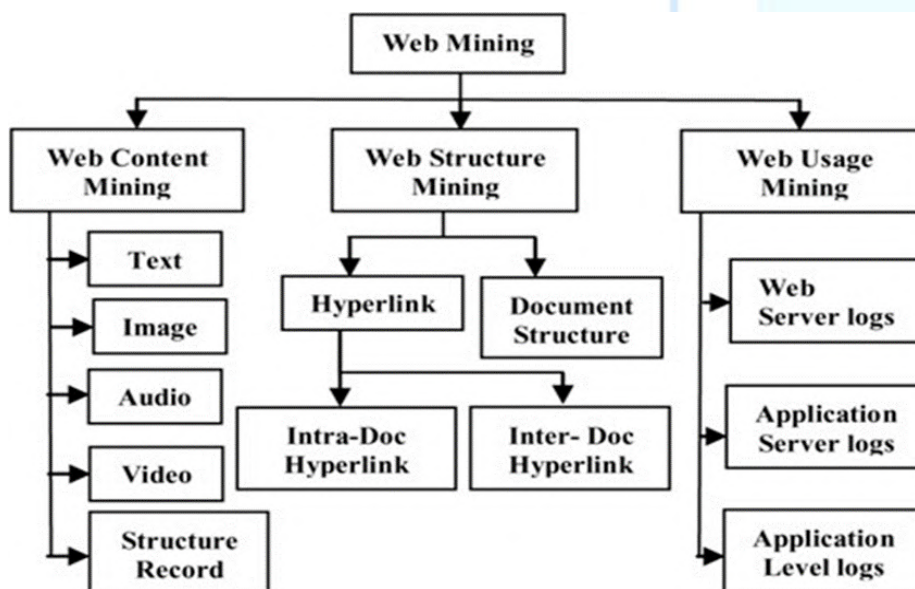 Web Mining
Web Content
Mining
Web Structure
Mining
Web Usage
Mining
Text
Image
Audio
Video
Structure
Record
Hyperlink
Document
Structure
Intra-Doc
Hyperlink
Inter- Doc
Hyperlink
Web
Server logs
Application
Server logs
Application
Level logs